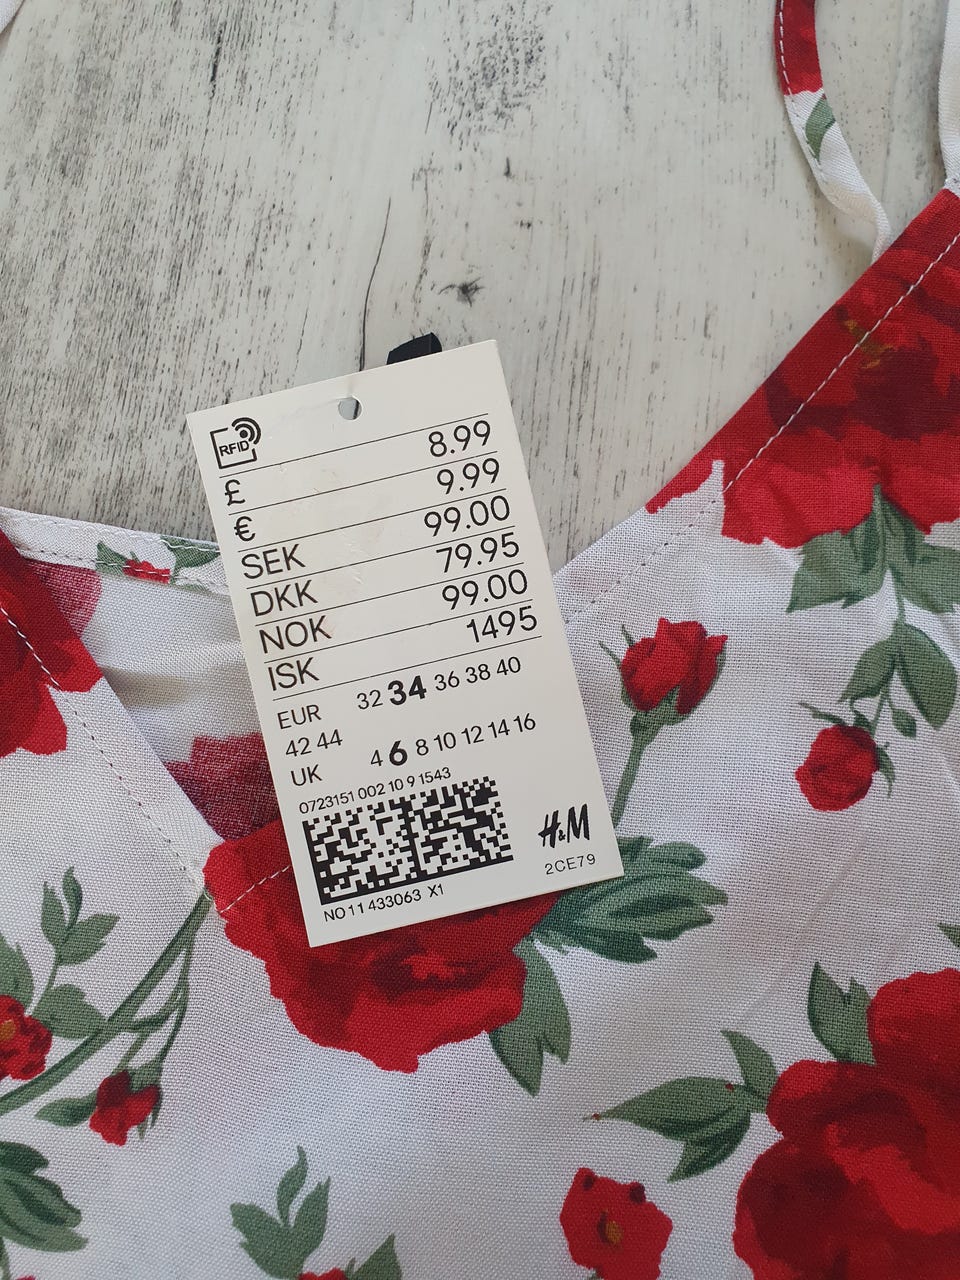 RFID
£ 8.99
€ 9.99
SEK 99.00
DKK 79.95
NOK 99.00
ISK 1495
EUR 32 34 36 38 40
42 44
UK 4 6 8 10 12 14 16
0723151 002 10 9 1543
NO11 433063 X1
H&M
2CE79